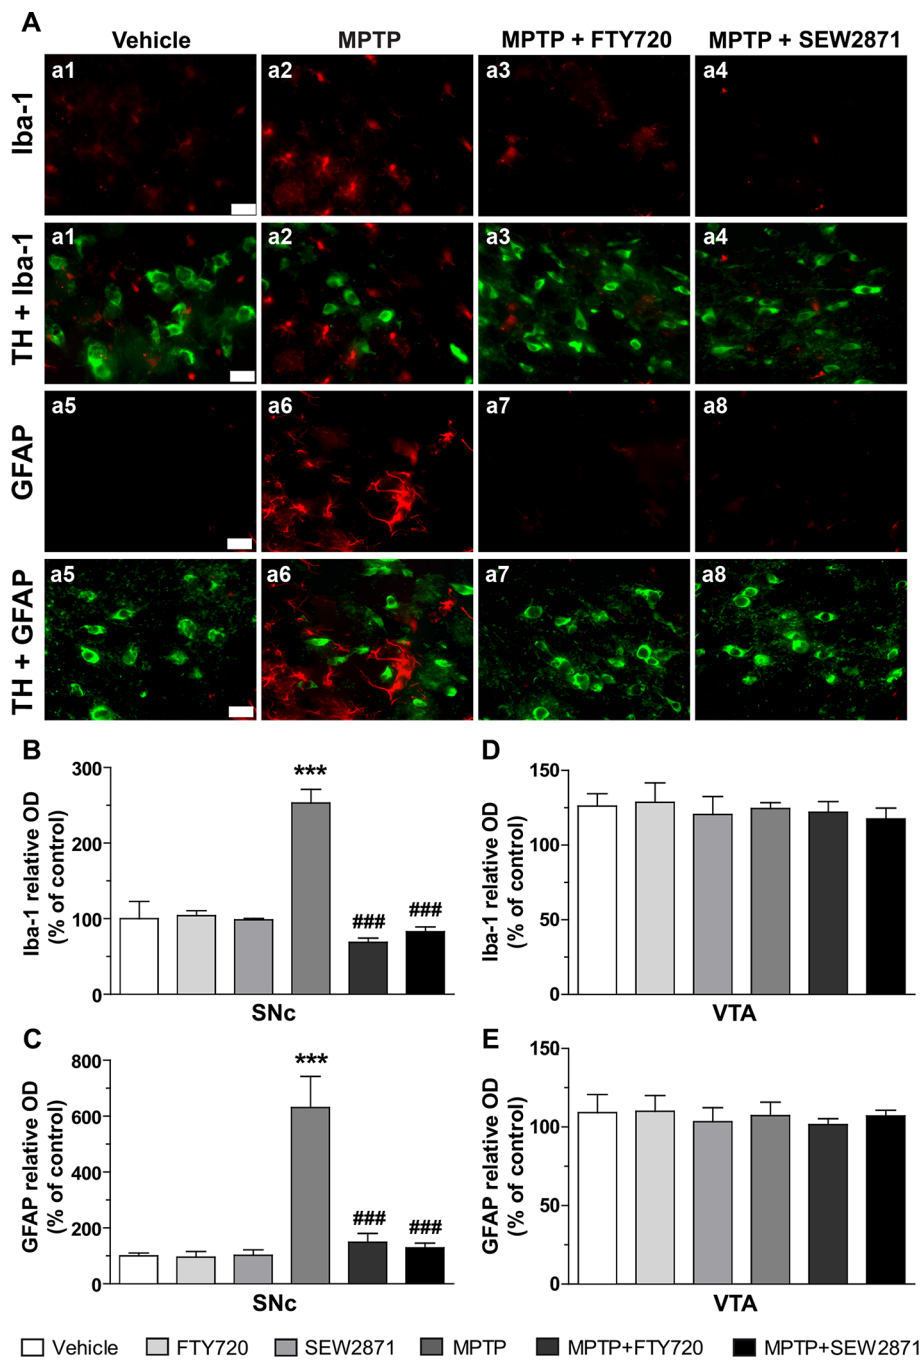 A
Vehicle MPTP MPTP + FTY720 MPTP + SEW2871
Iba-1
a1 a2 a3 a4
TH + Iba-1
a1 a2 a3 a4
GFAP
a5 a6 a7 a8
TH + GFAP
a5 a6 a7 a8
B
Iba-1 relative OD
(% of control)
300
200
100
0
***
###
###
SNc
D
Iba-1 relative OD
(% of control)
150
100
50
0
VTA
C
GFAP relative OD
(% of control)
800
600
400
200
0
***
###
###
SNc
E
GFAP relative OD
(% of control)
150
100
50
0
VTA
Vehicle FTY720 SEW2871 MPTP MPTP+FTY720 MPTP+SEW2871